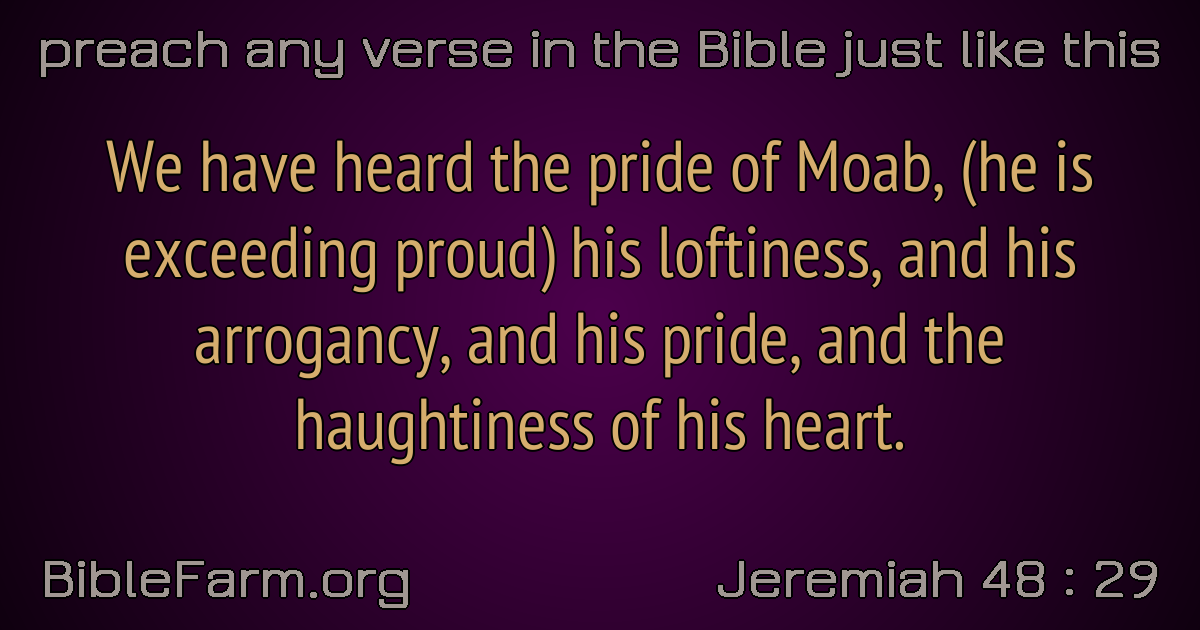 preach any verse in the Bible just like this
We have heard the pride of Moab, (he is
exceeding proud) his loftiness, and his
arrogancy, and his pride, and the
haughtiness of his heart.
BibleFarm.org
Jeremiah 48 : 29